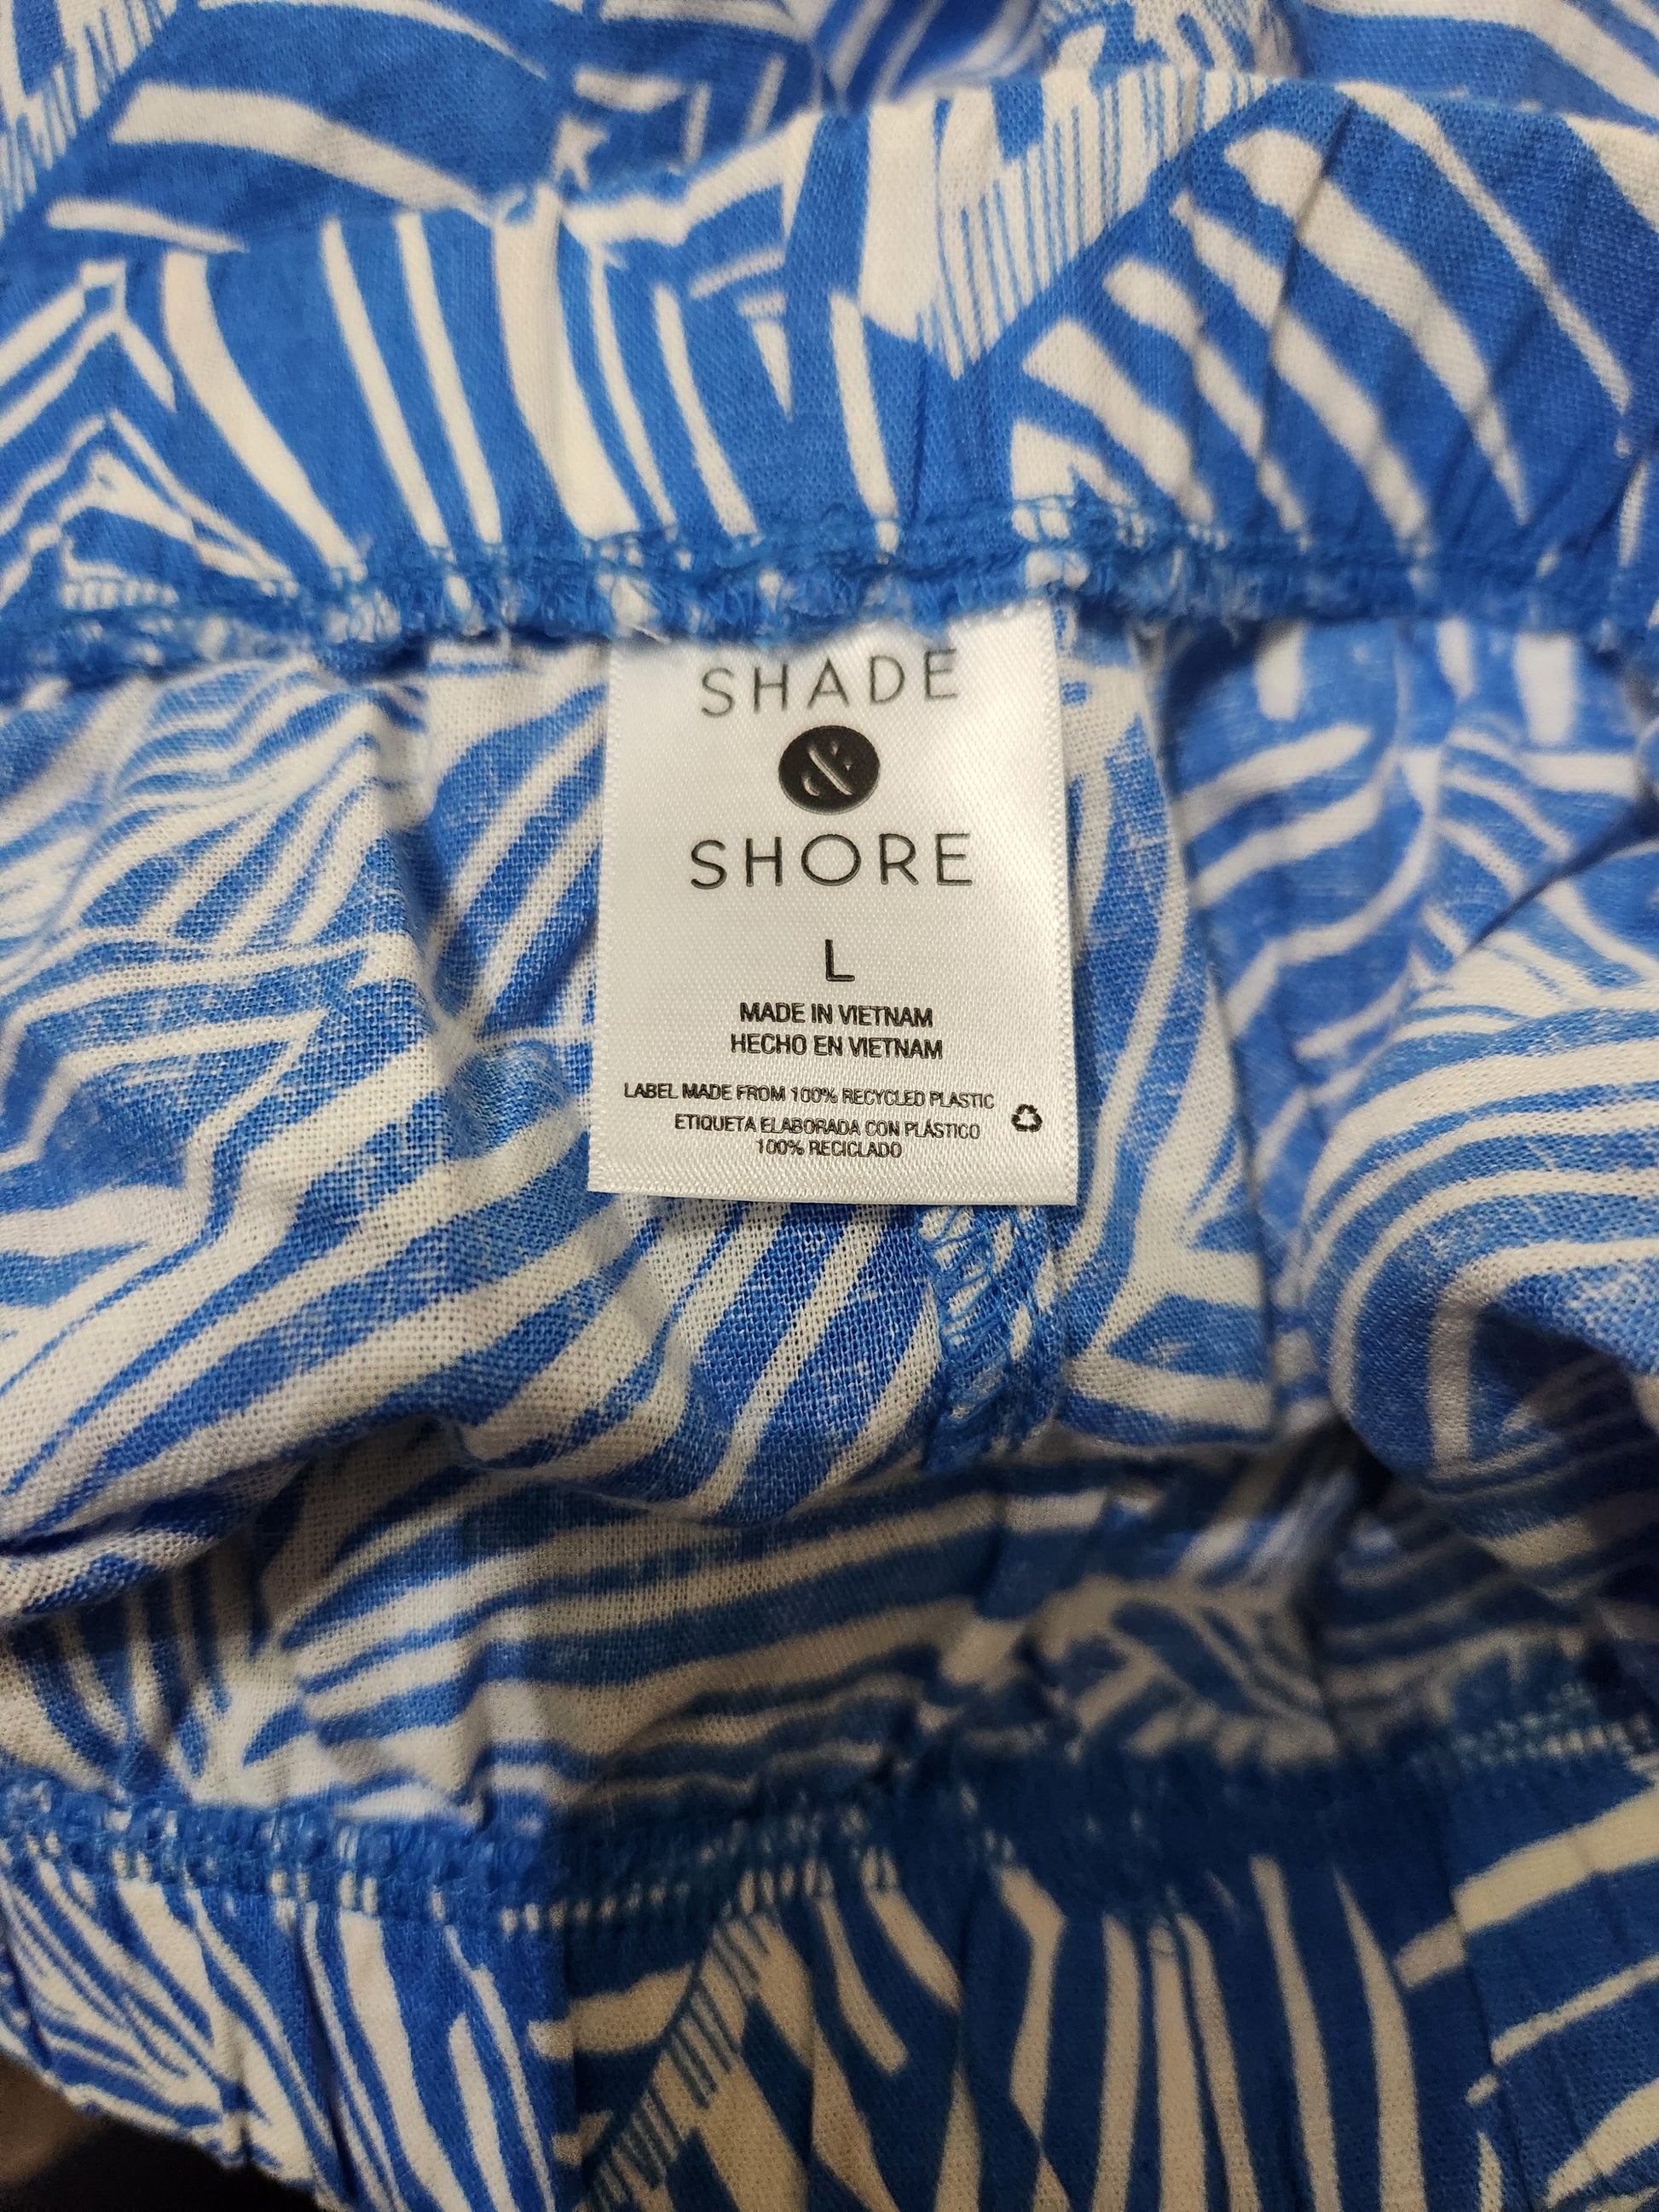 SHADE
&
SHORE
L
MADE IN VIETNAM
HECHO EN VIETNAM
LABEL MADE FROM 100% RECYCLED PLASTIC
ETIQUETA ELABORADA CON PLÁSTICO
100% RECICLADO